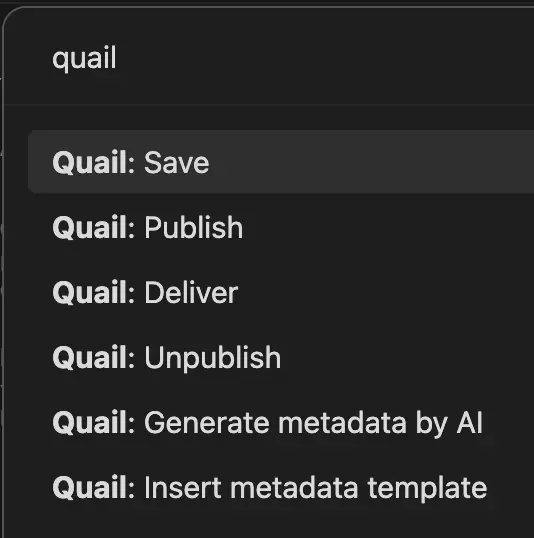 quail
Quail: Save
Quail: Publish
Quail: Deliver
Quail: Unpublish
Quail: Generate metadata by AI
Quail: Insert metadata template